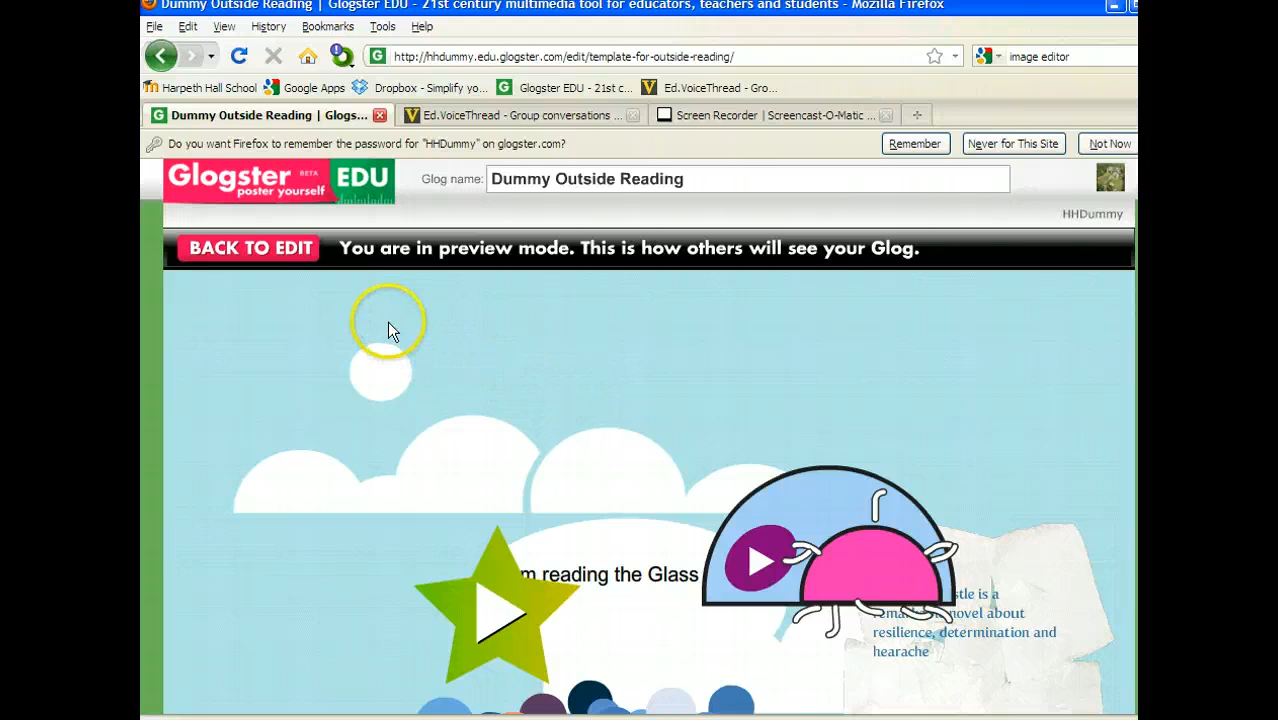 Dummy Outside Reading | Glogster EDU - 21st century multimedia tool for educators, teachers and students - Mozilla Firefox
File Edit View History Bookmarks Tools Help
http://hhdummy.edu.glogster.com/edit/template-for-outside-reading/ image editor
Harpeth Hall School Google Apps Dropbox - Simplify yo... Glogster EDU - 21st c... Ed.VoiceThread - Gro...
Dummy Outside Reading | Glogs... Ed.VoiceThread - Group conversations ... Screen Recorder | Screencast-O-Matic ...
Do you want Firefox to remember the password for "HHDummy" on glogster.com? Remember Never for This Site Not Now
Glogster BETA EDU Glog name: Dummy Outside Reading
poster yourself
HHDummy
BACK TO EDIT You are in preview mode. This is how others will see your Glog.
m reading the Glass
is a
novel about
resilience, determination and
hearache